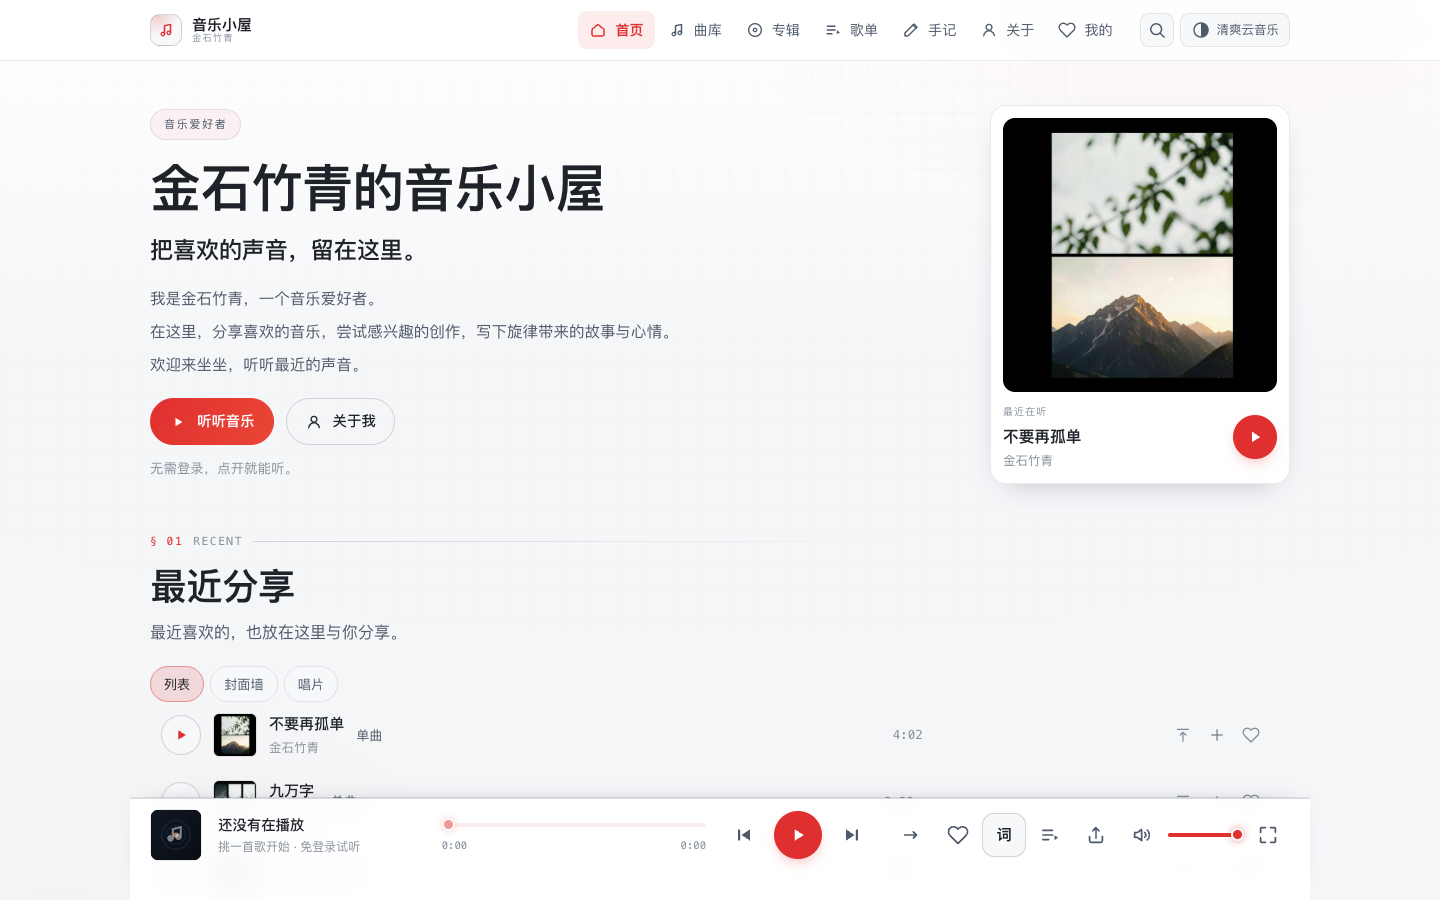 音乐小屋
金石竹青
首页
曲库
专辑
歌单
手记
关于
我的
清爽云音乐
音乐爱好者
金石竹青的音乐小屋
把喜欢的声音，留在这里。
我是金石竹青，一个音乐爱好者。
在这里，分享喜欢的音乐，尝试感兴趣的创作，写下旋律带来的故事与心情。
欢迎来坐坐，听听最近的声音。
听听音乐
关于我
无需登录，点开就能听。
最近在听
不要再孤单
金石竹青
§ 01 RECENT
最近分享
最近喜欢的，也放在这里与你分享。
列表
封面墙
唱片
不要再孤单
金石竹青
单曲
4:02
九万字
还没有在播放
挑一首歌开始 · 免登录试听
0:00
0:00
词